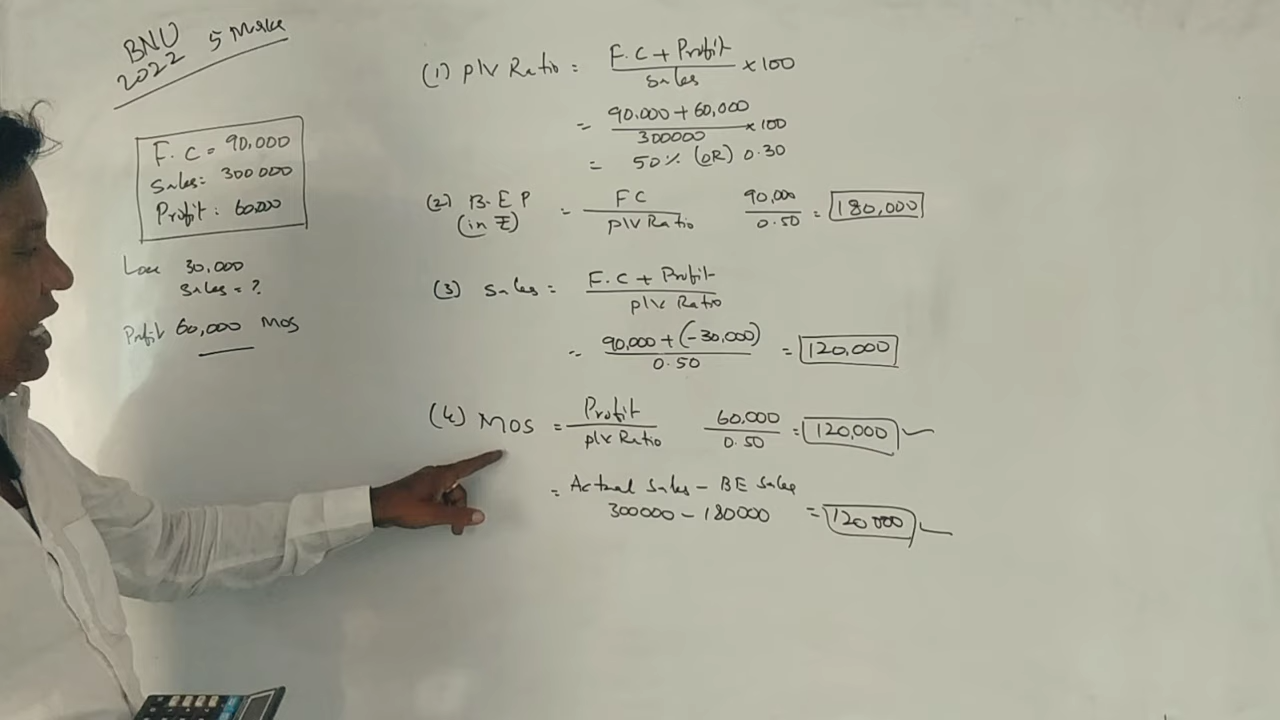 BNU
2022 5 Marks
F.C = 90,000
Sales = 300000
Profit : 60000
Loss 30,000
Sales = ?
Profit 60,000 MOS
(1) P/V Ratio = F.C + Profit / Sales × 100
= 90.000 + 60,000 / 300000 × 100
= 50% (OR) 0.30
(2) B.E.P (in ₹) = FC / P/V Ratio 90,000 / 0.50 = 180,000
(3) Sales = F.C + Profit / P/V Ratio
= 90,000 + (-30,000) / 0.50 = 120,000
(4) MOS = Profit / P/V Ratio 60,000 / 0.50 = 120,000
= Actual Sales - BE Sales
300000 - 180000 = 120000